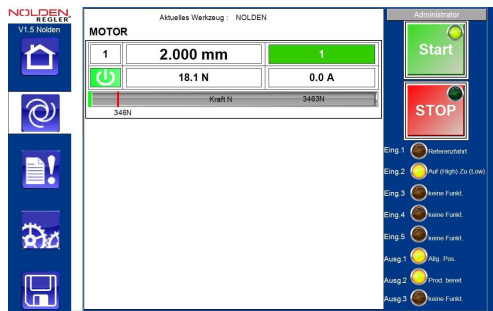 NOLDEN
REGLER
V1.5 Nolden
Aktuelles Werkzeug : NOLDEN
MOTOR
1
2.000 mm
1
18.1 N
0.0 A
Kraft N
3463N
346N
Administrator
Start
STOP
Eing.1 Referenzfahrt
Eing.2 Auf (High) Zu (Low)
Eing.3 keine Funkt.
Eing.4 keine Funkt.
Eing.5 keine Funkt.
Ausg.1 Allg. Pos.
Ausg.2 Prod. bereit
Ausg.3 keine Funkt.